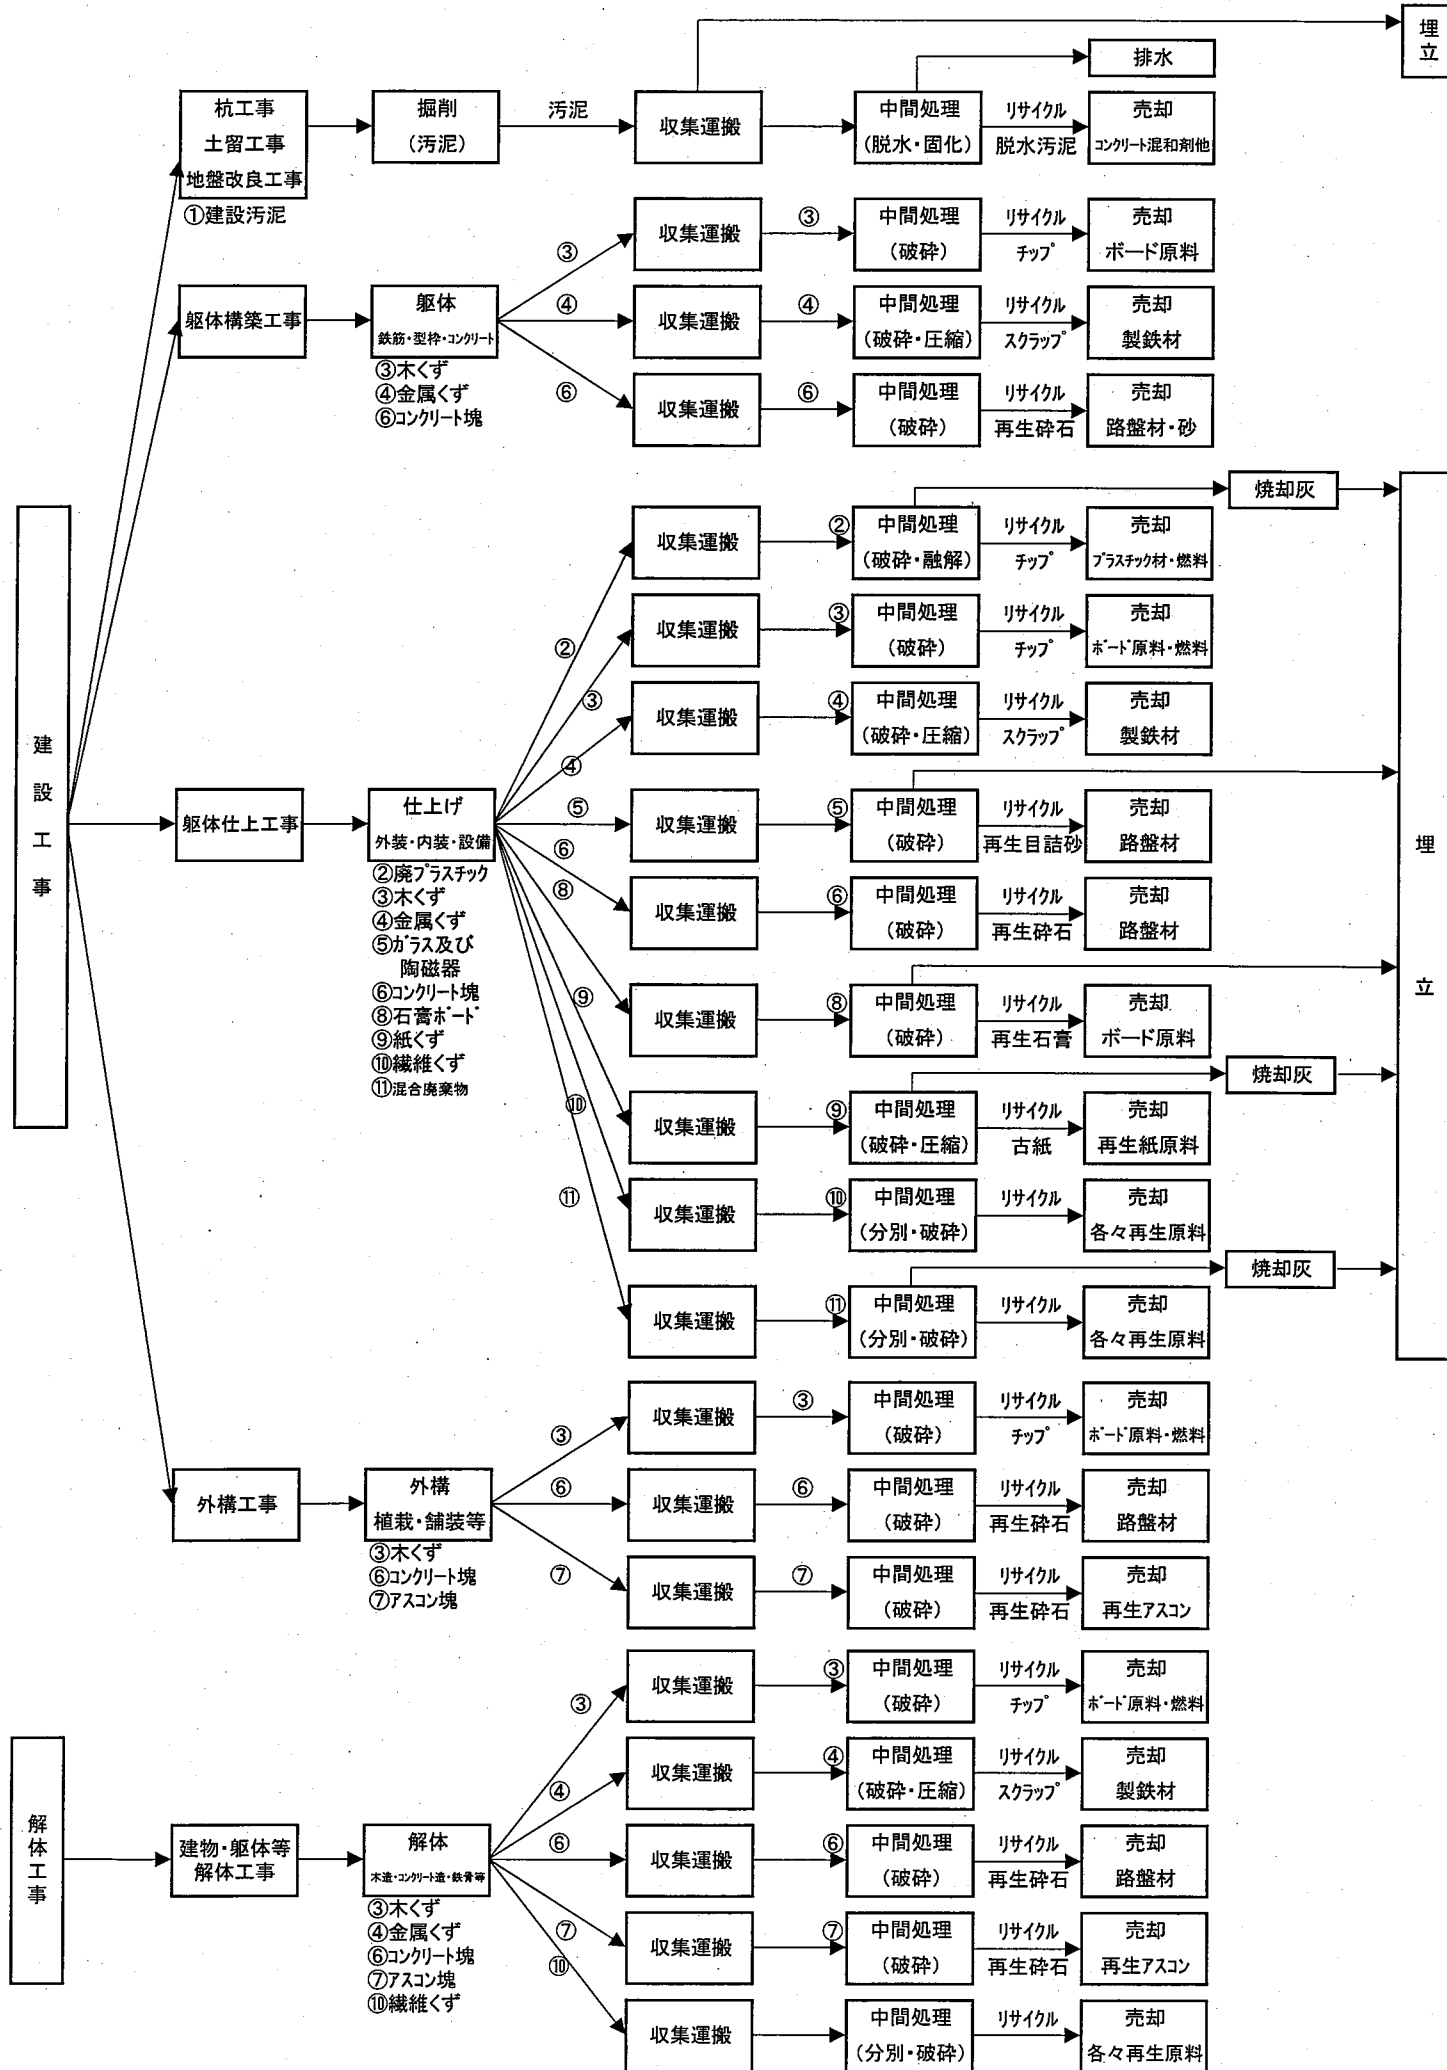 埋立
排水
杭工事
土留工事
地盤改良工事
①建設汚泥
掘削
(汚泥)
汚泥
収集運搬
中間処理
(脱水・固化)
リサイクル
脱水汚泥
売却
コンクリート混和剤他
躯体構築工事
躯体
鉄筋・型枠・コンクリート
③木くず
④金属くず
⑥コンクリート塊
③
収集運搬
③
中間処理
(破砕)
リサイクル
チップ
売却
ボード原料
④
収集運搬
④
中間処理
(破砕・圧縮)
リサイクル
スクラップ
売却
製鉄材
⑥
収集運搬
⑥
中間処理
(破砕)
リサイクル
再生砕石
売却
路盤材・砂
建設工事
躯体仕上工事
仕上げ
外装・内装・設備
②廃プラスチック
③木くず
④金属くず
⑤ガラス及び
陶磁器
⑥コンクリート塊
⑧石膏ボード
⑨紙くず
⑩繊維くず
⑪混合廃棄物
②
収集運搬
②
中間処理
(破砕・融解)
リサイクル
チップ
売却
プラスチック材・燃料
焼却灰
埋立
③
収集運搬
③
中間処理
(破砕)
リサイクル
チップ
売却
ボード原料・燃料
④
収集運搬
④
中間処理
(破砕・圧縮)
リサイクル
スクラップ
売却
製鉄材
⑤
収集運搬
⑤
中間処理
(破砕)
リサイクル
再生目詰砂
売却
路盤材
⑥
収集運搬
⑥
中間処理
(破砕)
リサイクル
再生砕石
売却
路盤材
⑧
収集運搬
⑧
中間処理
(破砕)
リサイクル
再生石膏
売却
ボード原料
⑨
収集運搬
⑨
中間処理
(破砕・圧縮)
リサイクル
古紙
売却
再生紙原料
焼却灰
⑩
収集運搬
⑩
中間処理
(分別・破砕)
リサイクル
売却
各々再生原料
⑪
収集運搬
⑪
中間処理
(分別・破砕)
リサイクル
売却
各々再生原料
焼却灰
外構工事
外構
植栽・舗装等
③木くず
⑥コンクリート塊
⑦アスコン塊
③
収集運搬
③
中間処理
(破砕)
リサイクル
チップ
売却
ボード原料・燃料
⑥
収集運搬
⑥
中間処理
(破砕)
リサイクル
再生砕石
売却
路盤材
⑦
収集運搬
⑦
中間処理
(破砕)
リサイクル
再生砕石
売却
再生アスコン
解体工事
建物・躯体等
解体工事
解体
木造・コンクリート造・鉄骨等
③木くず
④金属くず
⑥コンクリート塊
⑦アスコン塊
⑩繊維くず
③
収集運搬
③
中間処理
(破砕)
リサイクル
チップ
売却
ボード原料・燃料
④
収集運搬
④
中間処理
(破砕・圧縮)
リサイクル
スクラップ
売却
製鉄材
⑥
収集運搬
⑥
中間処理
(破砕)
リサイクル
再生砕石
売却
路盤材
⑦
収集運搬
⑦
中間処理
(破砕)
リサイクル
再生砕石
売却
再生アスコン
⑩
収集運搬
中間処理
(分別・破砕)
リサイクル
売却
各々再生原料